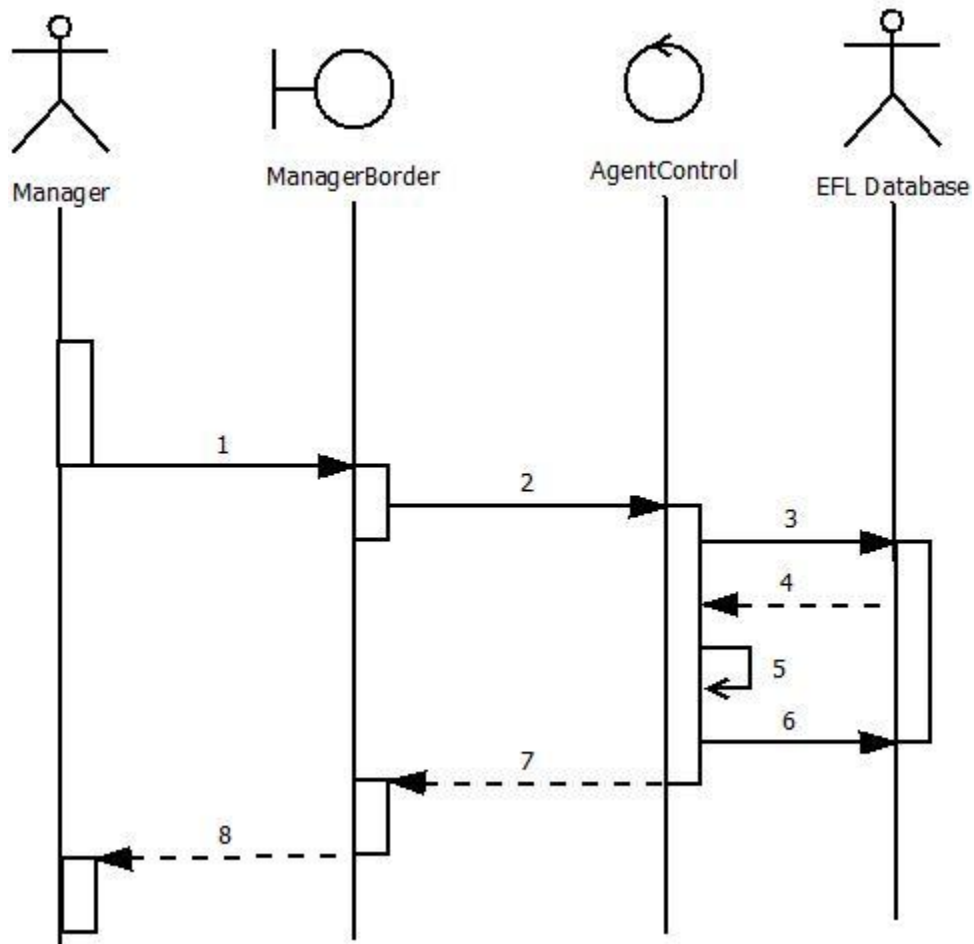 Manager
ManagerBorder
AgentControl
EFL Database
1
2
3
4
5
6
7
8